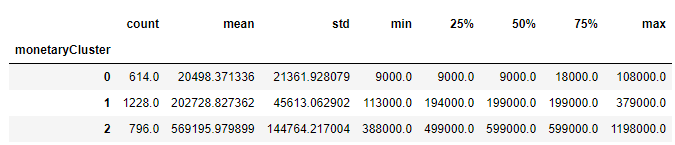 count mean std min 25% 50% 75% max
monetaryCluster
0 614.0 20498.371336 21361.928079 9000.0 9000.0 9000.0 18000.0 108000.0
1 1228.0 202728.827362 45613.062902 113000.0 194000.0 199000.0 199000.0 379000.0
2 796.0 569195.979899 144764.217004 388000.0 499000.0 599000.0 599000.0 1198000.0